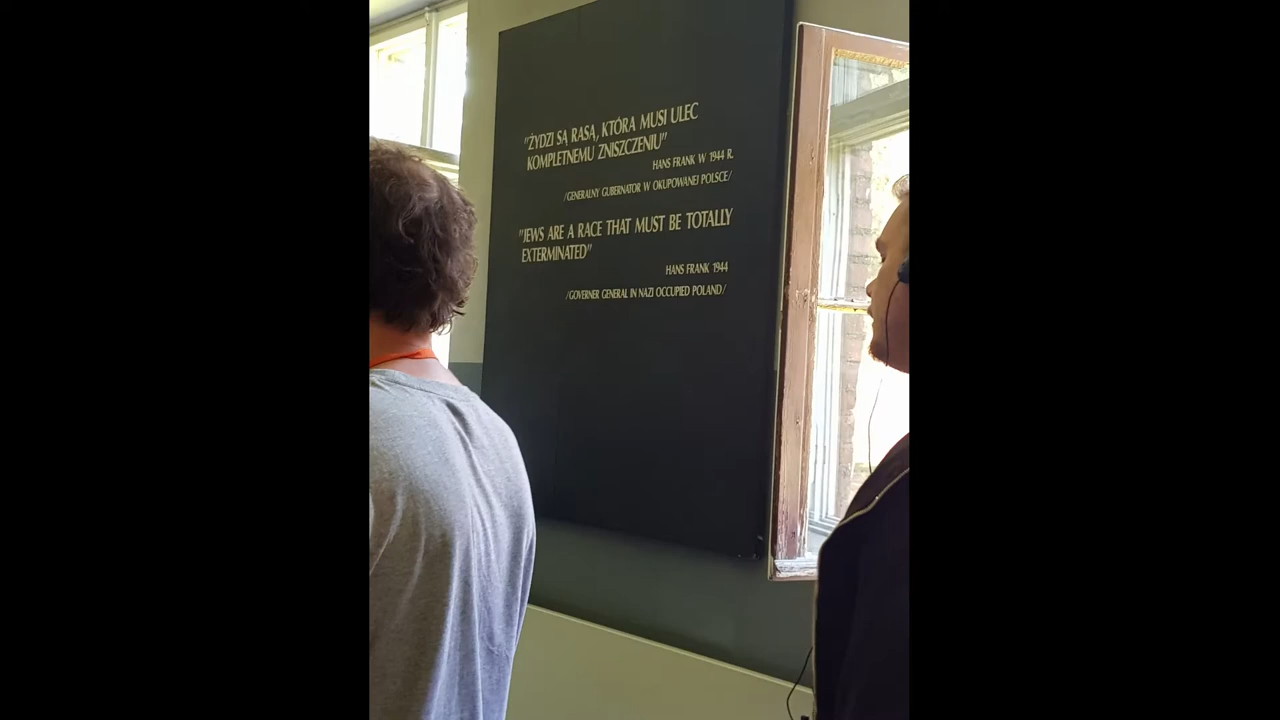 "ŻYDZI SĄ RASĄ, KTÓRA MUSI ULEC
KOMPLETNEMU ZNISZCZENIU"
HANS FRANK W 1944 R.
/GENERALNY GUBERNATOR W OKUPOWANEJ POLSCE/
"JEWS ARE A RACE THAT MUST BE TOTALLY
EXTERMINATED"
HANS FRANK 1944
/GOVERNER GENERAL IN NAZI OCCUPIED POLAND/